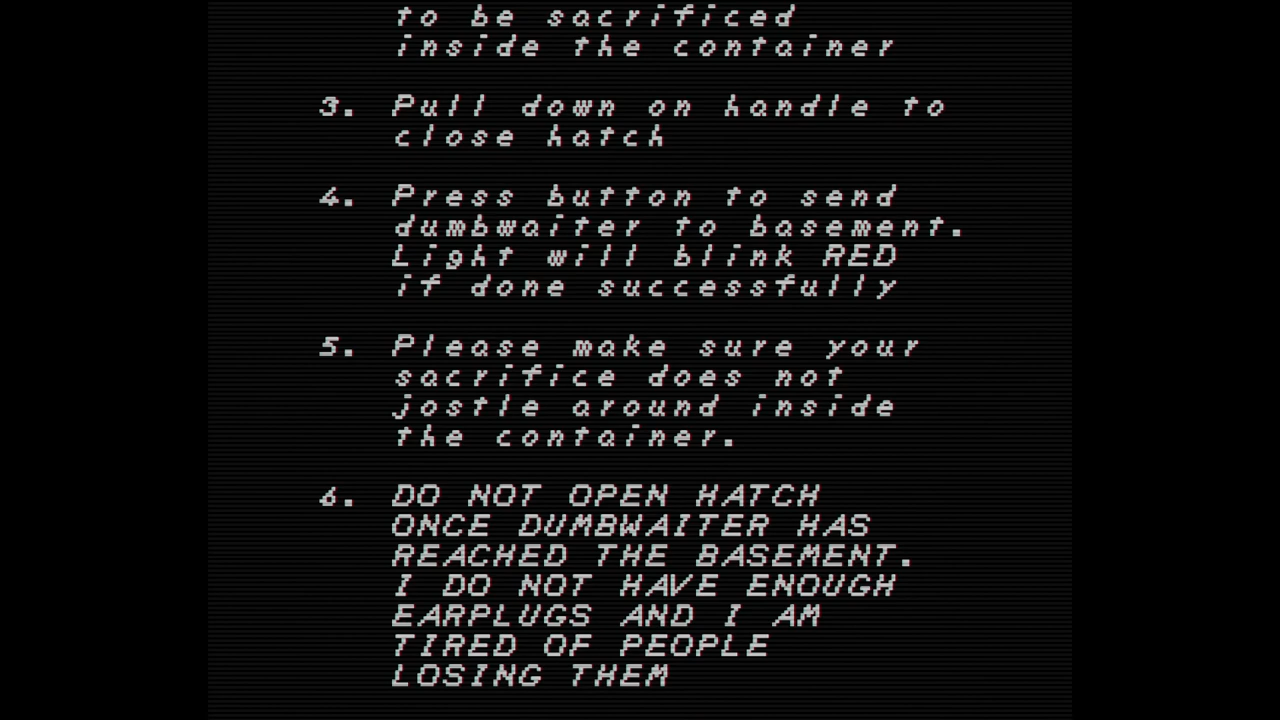 to be sacrificed
inside the container
3. Pull down on handle to
close hatch
4. Press button to send
dumbwaiter to basement.
Light will blink RED
if done successfully
5. Please make sure your
sacrifice does not
jostle around inside
the container.
6. DO NOT OPEN HATCH
ONCE DUMBWAITER HAS
REACHED THE BASEMENT.
I DO NOT HAVE ENOUGH
EARPLUGS AND I AM
TIRED OF PEOPLE
LOSING THEM